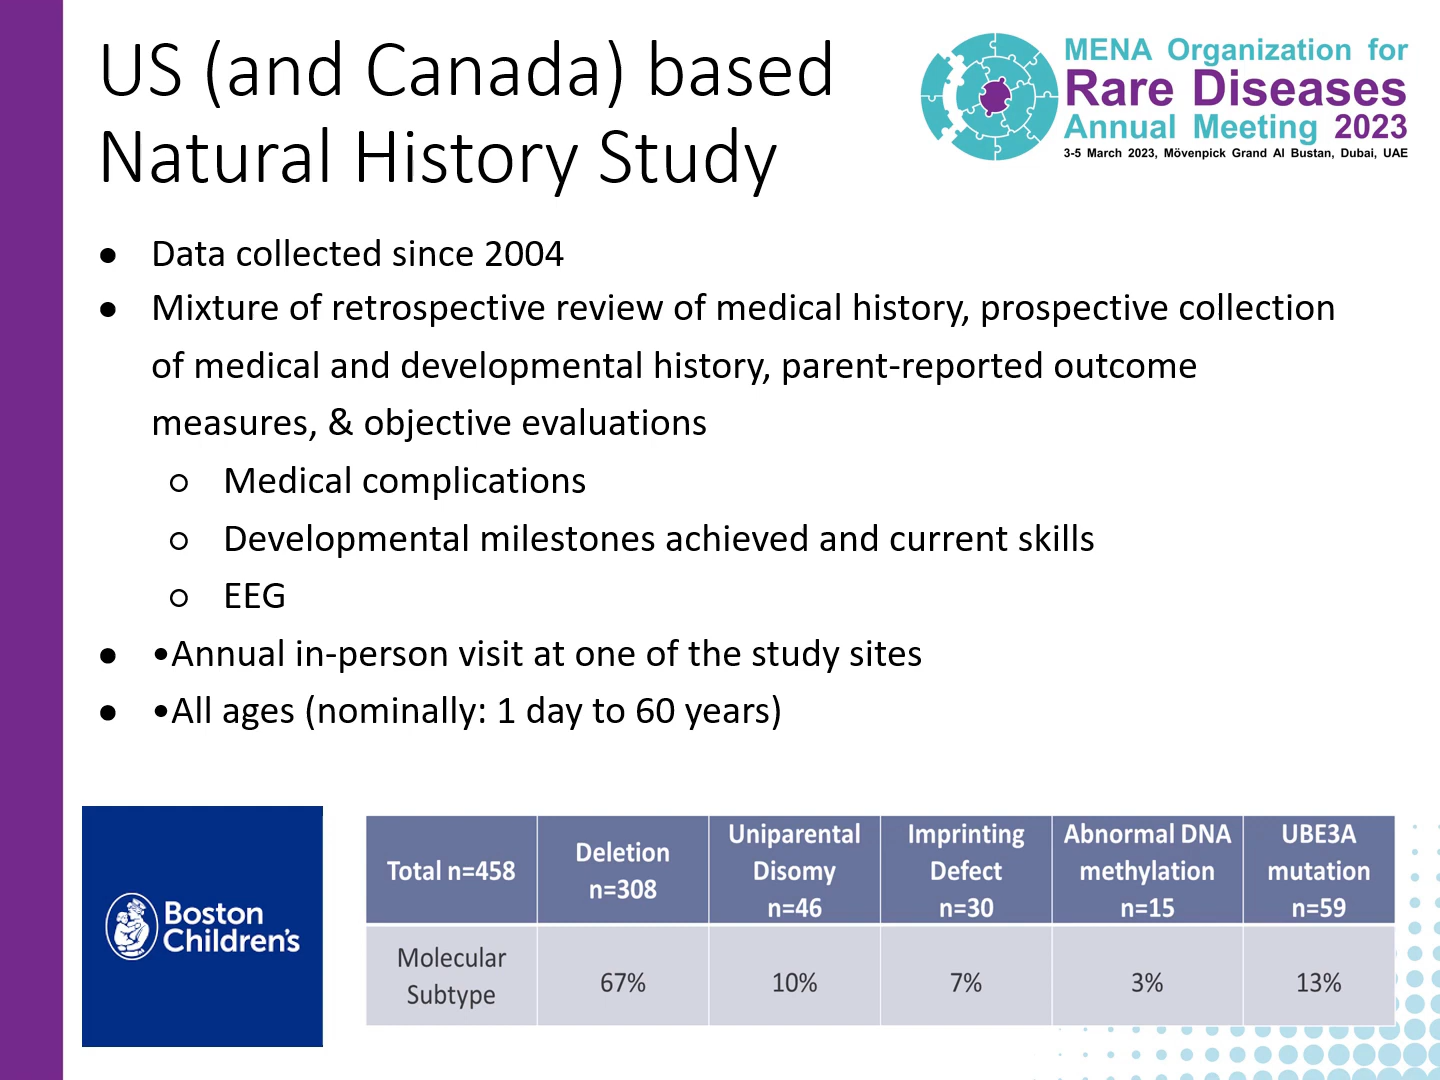 US (and Canada) based
Natural History Study
MENA Organization for
Rare Diseases
Annual Meeting 2023
3-5 March 2023, Mövenpick Grand Al Bustan, Dubai, UAE
● Data collected since 2004
● Mixture of retrospective review of medical history, prospective collection
of medical and developmental history, parent-reported outcome
measures, & objective evaluations
○ Medical complications
○ Developmental milestones achieved and current skills
○ EEG
● •Annual in-person visit at one of the study sites
● •All ages (nominally: 1 day to 60 years)
Boston
Children's
Total n=458
Deletion
n=308
Uniparental
Disomy
n=46
Imprinting
Defect
n=30
Abnormal DNA
methylation
n=15
UBE3A
mutation
n=59
Molecular
Subtype
67%
10%
7%
3%
13%